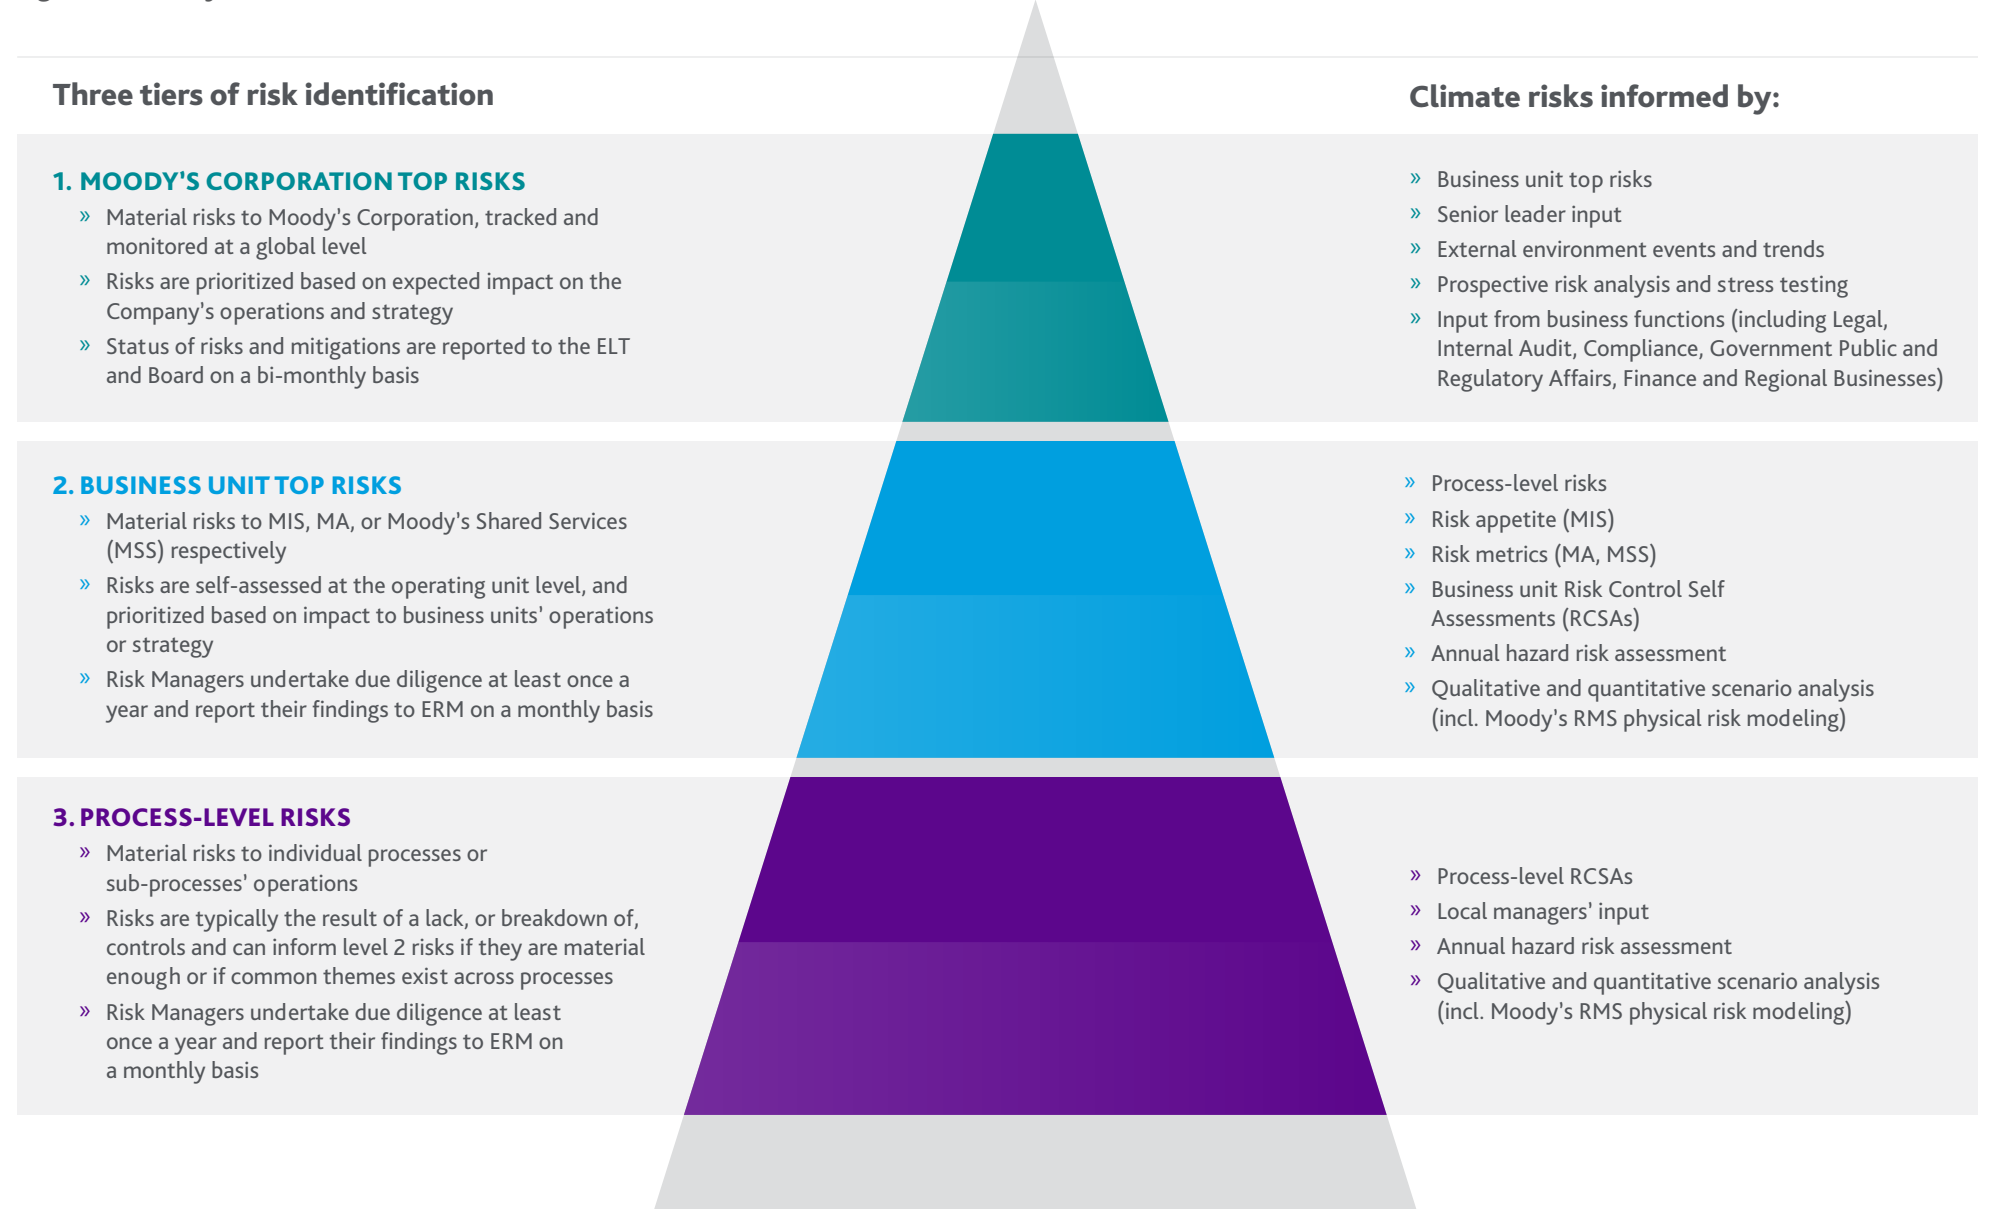 Three tiers of risk identification
Climate risks informed by:
1. MOODY'S CORPORATION TOP RISKS
» Material risks to Moody's Corporation, tracked and
monitored at a global level
» Risks are prioritized based on expected impact on the
Company's operations and strategy
» Status of risks and mitigations are reported to the ELT
and Board on a bi-monthly basis
» Business unit top risks
» Senior leader input
» External environment events and trends
» Prospective risk analysis and stress testing
» Input from business functions (including Legal,
Internal Audit, Compliance, Government Public and
Regulatory Affairs, Finance and Regional Businesses)
2. BUSINESS UNIT TOP RISKS
» Material risks to MIS, MA, or Moody's Shared Services
(MSS) respectively
» Risks are self-assessed at the operating unit level, and
prioritized based on impact to business units' operations
or strategy
» Risk Managers undertake due diligence at least once a
year and report their findings to ERM on a monthly basis
» Process-level risks
» Risk appetite (MIS)
» Risk metrics (MA, MSS)
» Business unit Risk Control Self
Assessments (RCSAs)
» Annual hazard risk assessment
» Qualitative and quantitative scenario analysis
(incl. Moody's RMS physical risk modeling)
3. PROCESS-LEVEL RISKS
» Material risks to individual processes or
sub-processes' operations
» Risks are typically the result of a lack, or breakdown of,
controls and can inform level 2 risks if they are material
enough or if common themes exist across processes
» Risk Managers undertake due diligence at least
once a year and report their findings to ERM on
a monthly basis
» Process-level RCSAs
» Local managers' input
» Annual hazard risk assessment
» Qualitative and quantitative scenario analysis
(incl. Moody's RMS physical risk modeling)